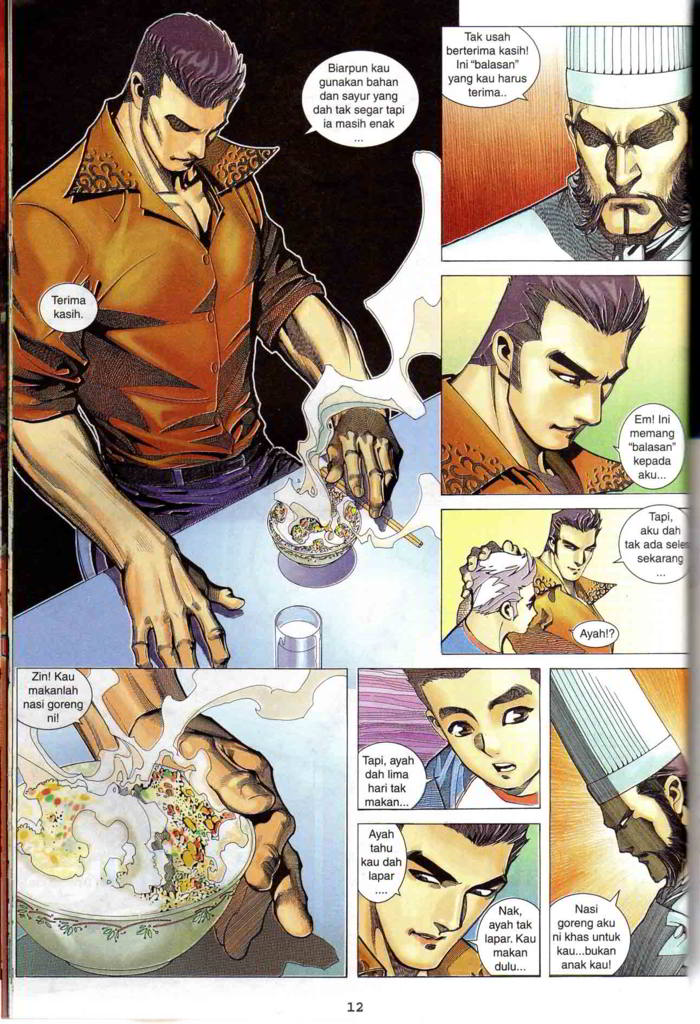 Biarpun kau
gunakan bahan
dan sayur yang
dah tak segar tapi
ia masih enak
...
Terima
kasih.
Tak usah
berterima kasih!
Ini "balasan"
yang kau harus
terima..
Em! Ini
memang
"balasan"
kepada
aku...
Tapi,
aku dah
tak ada
sekarang
...
Ayah!?
Zin! Kau
makanlah
nasi goreng
ni!
Tapi, ayah
dah lima
hari tak
makan...
Ayah
tahu
kau dah
lapar
....
Nak,
ayah tak
lapar. Kau
makan
dulu...
Nasi
goreng aku
ni khas untuk
kau...bukan
anak kau!
12